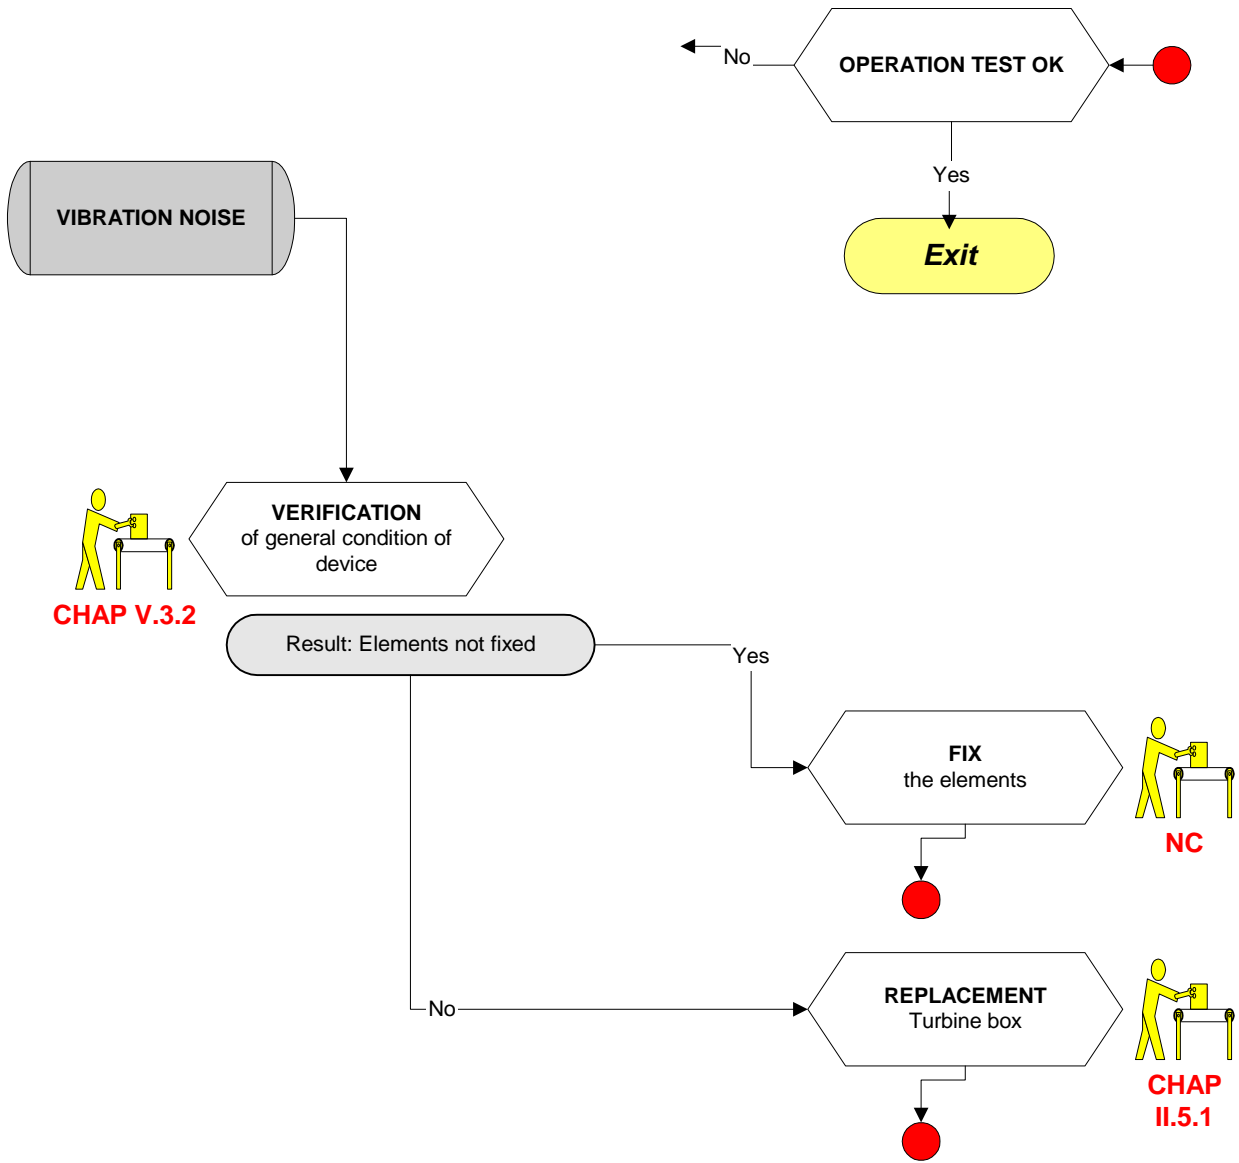 No
OPERATION TEST OK
Yes
Exit
VIBRATION NOISE
VERIFICATION
of general condition of
device
CHAP V.3.2
Result: Elements not fixed
Yes
FIX
the elements
NC
No
REPLACEMENT
Turbine box
CHAP
II.5.1